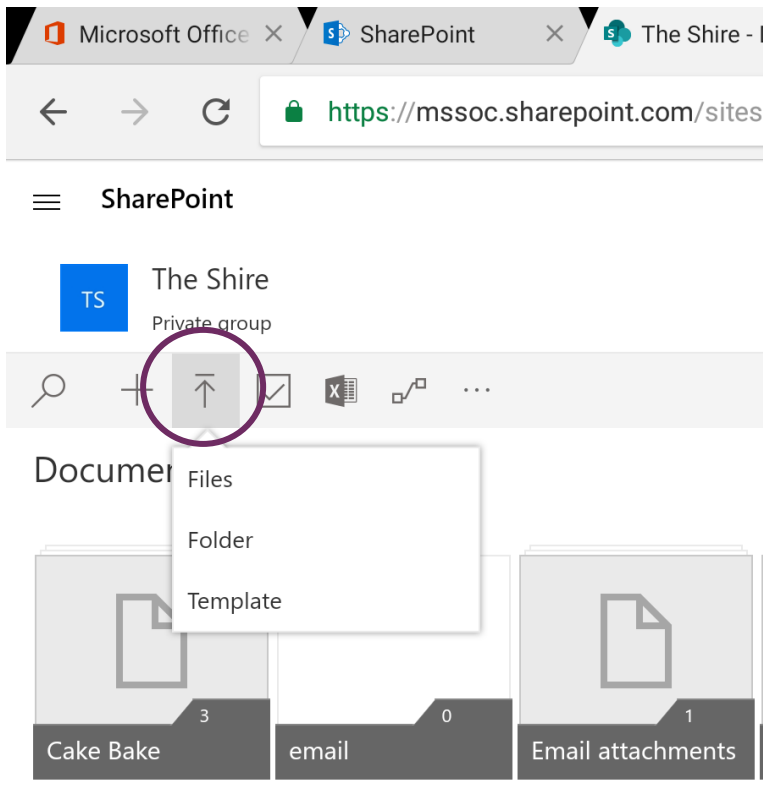 Microsoft Office
SharePoint
The Shire -
https://mssoc.sharepoint.com/sites
SharePoint
TS
The Shire
Private group
Documen
Files
Folder
Template
3
0
1
Cake Bake
email
Email attachments